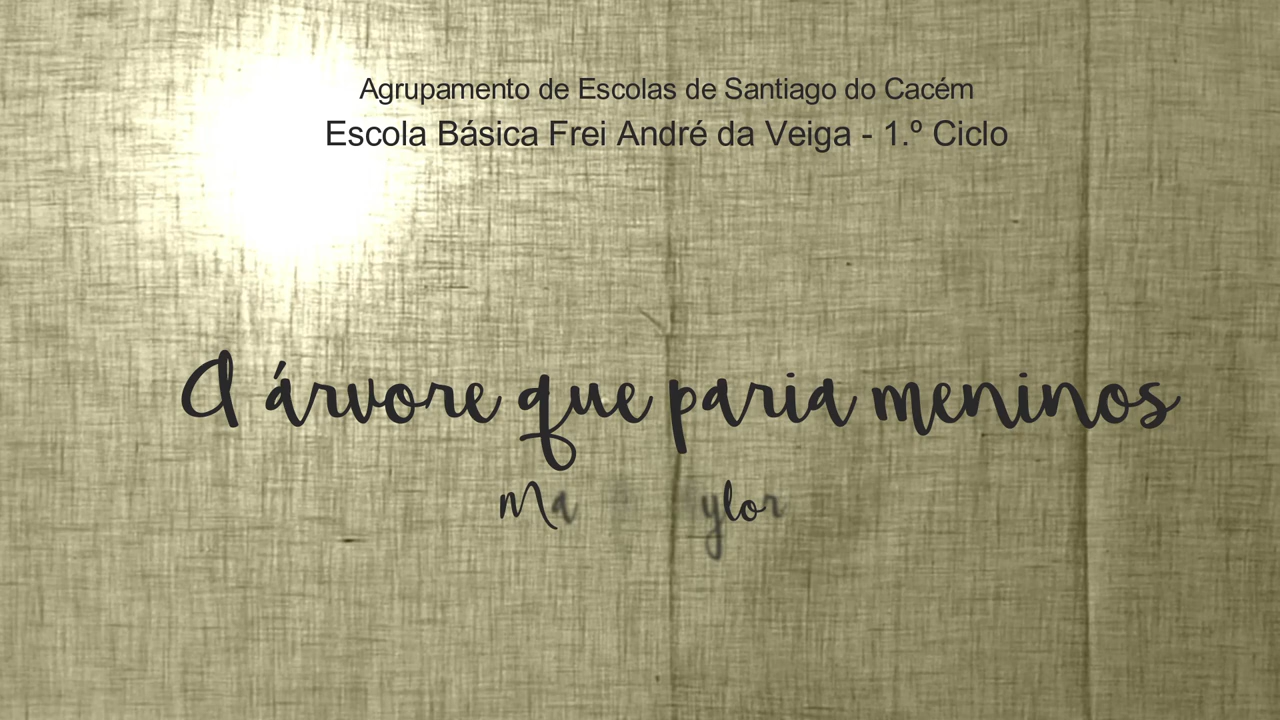 Agrupamento de Escolas de Santiago do Cacém
Escola Básica Frei André da Veiga - 1.º Ciclo
A árvore que paria meninos